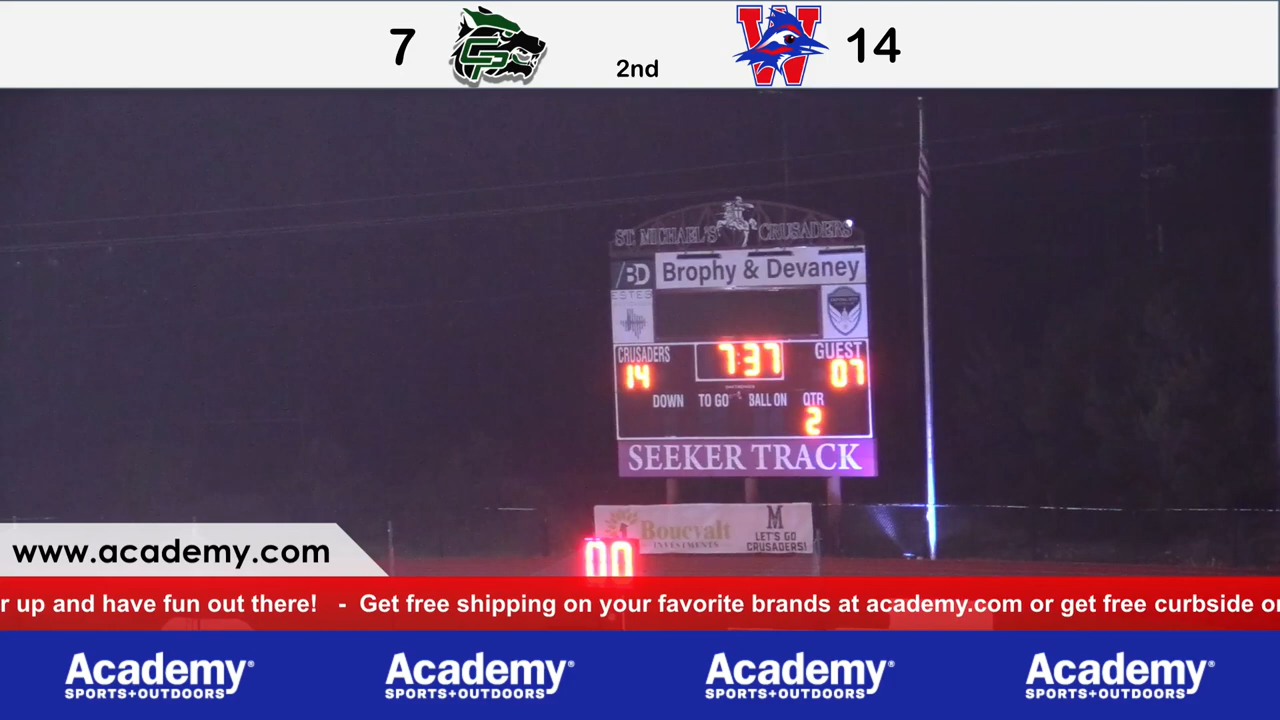 7
CP
2nd
W
14
ST. MICHAEL'S CRUSADERS
BD Brophy & Devaney
ESTES
CRUSADERS 7:37 GUEST
14 07
DOWN TO GO BALL ON QTR
2
SEEKER TRACK
Boucvalt
INVESTMENTS
M
LET'S GO
CRUSADERS!
00
www.academy.com
r up and have fun out there! - Get free shipping on your favorite brands at academy.com or get free curbside or
Academy Academy Academy Academy
SPORTS+OUTDOORS SPORTS+OUTDOORS SPORTS+OUTDOORS SPORTS+OUTDOORS